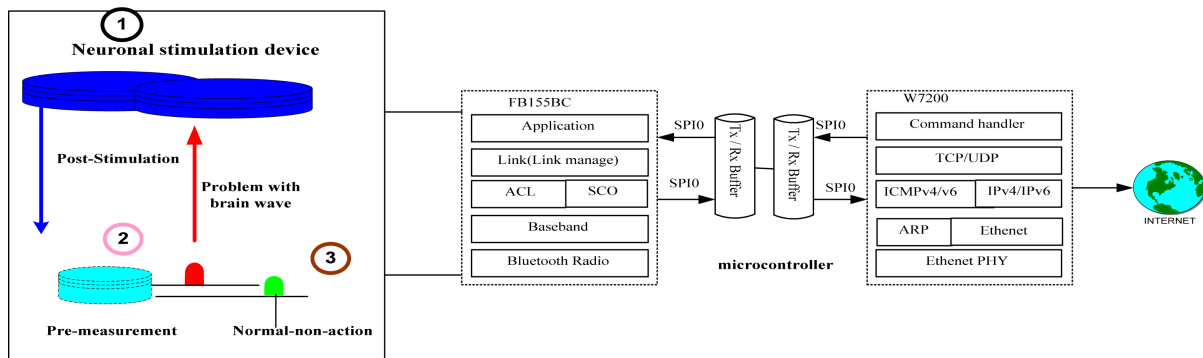 1
Neuronal stimulation device
Post-Stimulation
Problem with
brain wave
2
3
Pre-measurement
Normal-non-action
FB155BC
Application
Link(Link manage)
ACL
SCO
Baseband
Bluetooth Radio
SPI0
SPI0
Tx / Rx Buffer
Tx / Rx Buffer
SPI0
SPI0
microcontroller
W7200
Command handler
TCP/UDP
ICMPv4/v6
IPv4/IPv6
ARP
Ethenet
Ethenet PHY
INTERNET